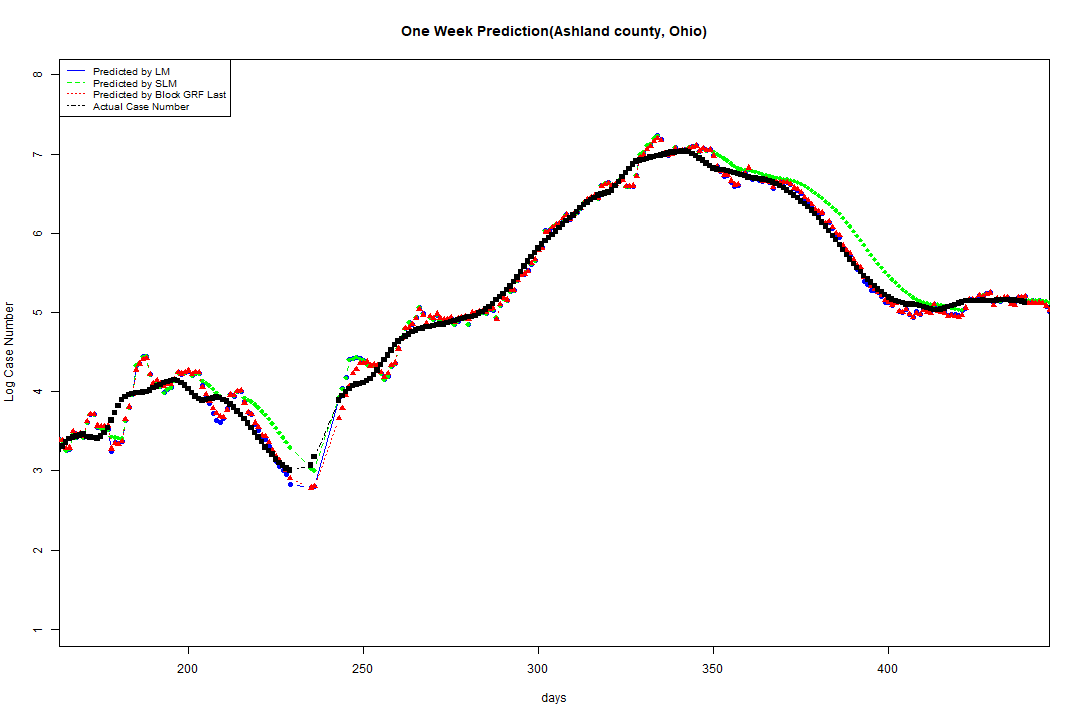 One Week Prediction(Ashland county, Ohio)
Predicted by LM
Predicted by SLM
Predicted by Block GRF Last
Actual Case Number
8
7
6
5
4
3
2
1
Log Case Number
200 250 300 350 400
days